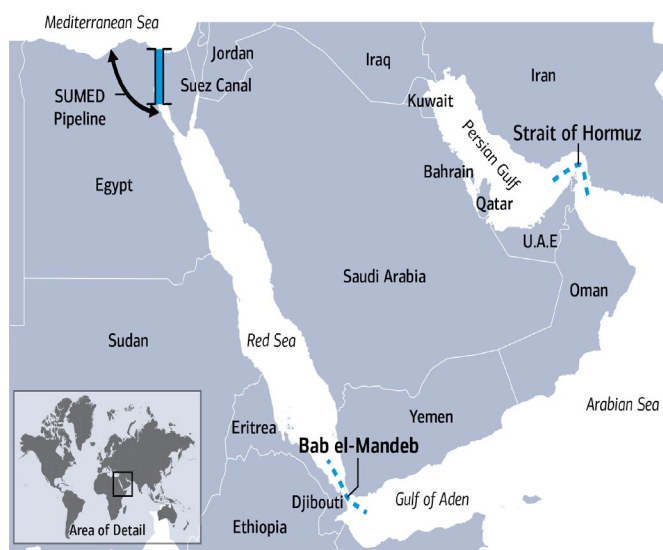 Mediterranean Sea
Jordan
Iraq
Iran
SUMED
Pipeline
Suez Canal
Kuwait
Strait of Hormuz
Persian Gulf
Egypt
Bahrain
Qatar
U.A.E
Saudi Arabia
Oman
Sudan
Red Sea
Arabian Sea
Eritrea
Yemen
Bab el-Mandeb
Djibouti
Gulf of Aden
Ethiopia
Area of Detail